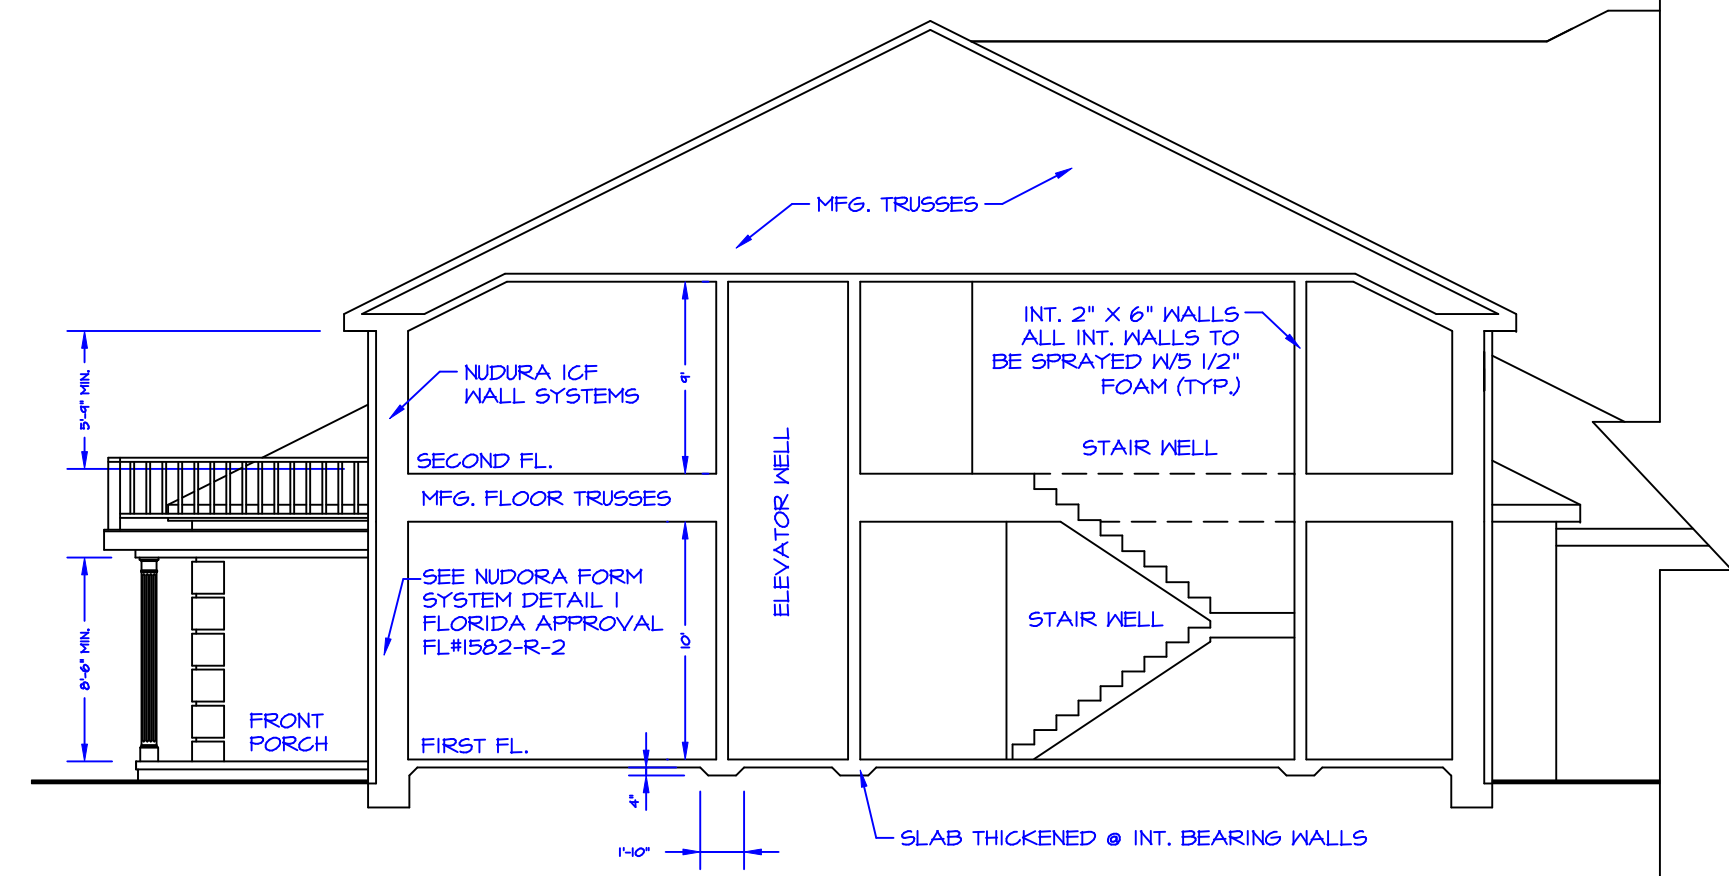 MFG. TRUSSES
INT. 2" X 6" WALLS
ALL INT. WALLS TO
BE SPRAYED W/5 1/2"
FOAM (TYP.)
NUDURA ICF
WALL SYSTEMS
9'
5'-9" MIN.
STAIR WELL
SECOND FL.
MFG. FLOOR TRUSSES
ELEVATOR WELL
SEE NUDORA FORM
SYSTEM DETAIL 1
FLORIDA APPROVAL
FL#1582-R-2
10'
STAIR WELL
8'-6" MIN.
FRONT
PORCH
FIRST FL.
4"
1'-10"
SLAB THICKENED @ INT. BEARING WALLS